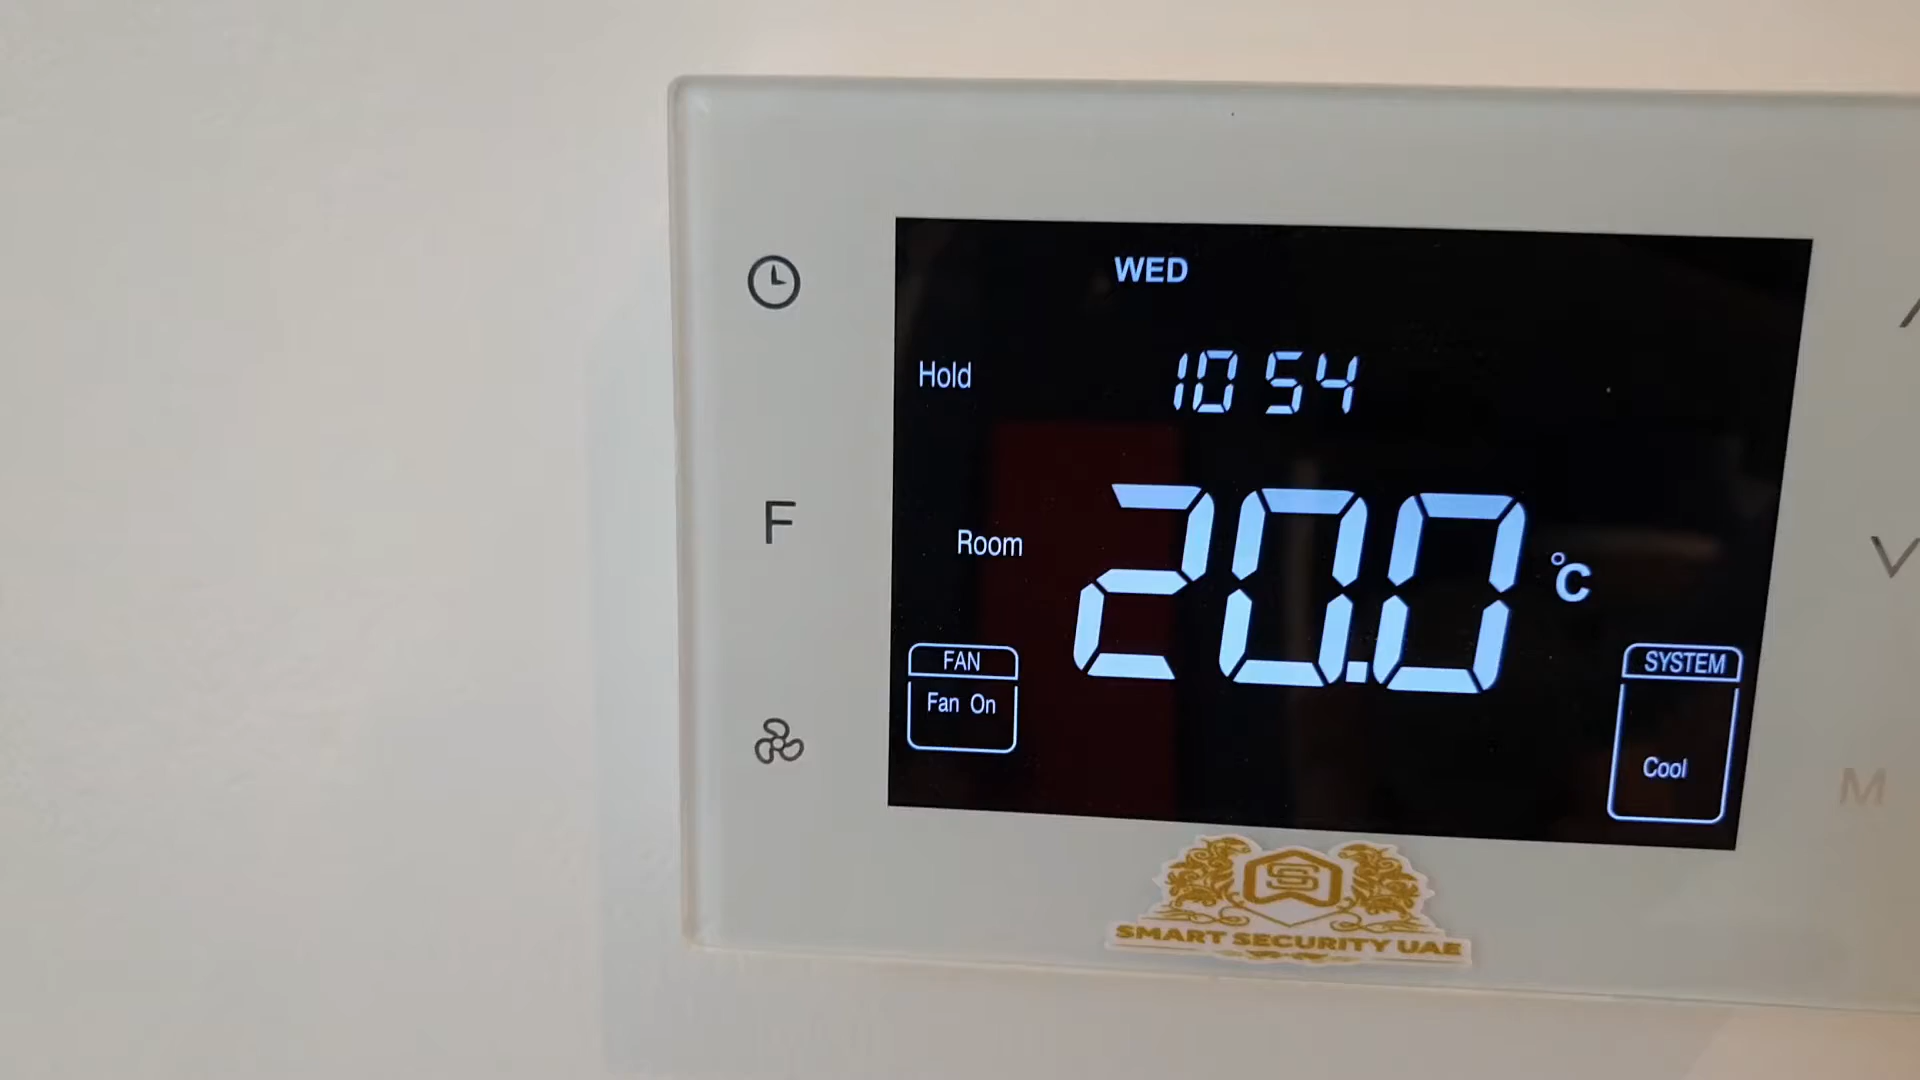 WED
Hold
10 54
F
Room
20.0 °C
FAN
Fan On
SYSTEM
Cool
M
SMART SECURITY UAE